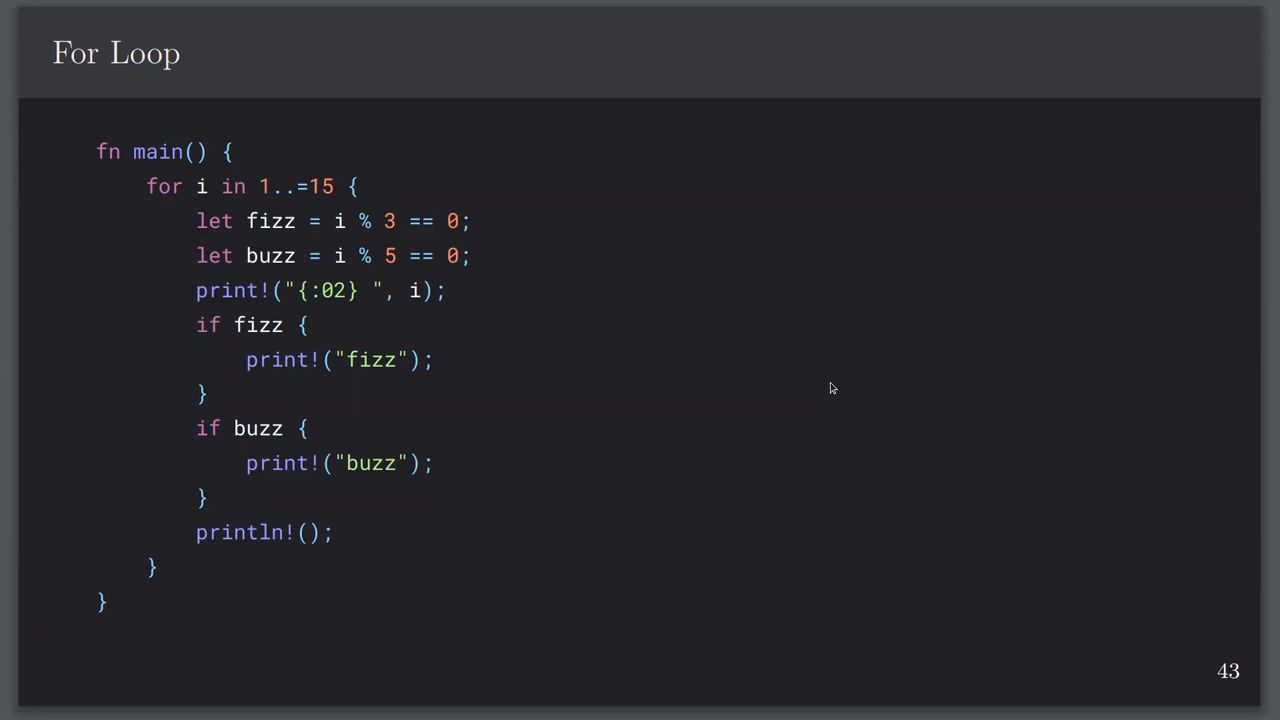 For Loop
fn main() {
    for i in 1..=15 {
        let fizz = i % 3 == 0;
        let buzz = i % 5 == 0;
        print!("{:02} ", i);
        if fizz {
            print!("fizz");
        }
        if buzz {
            print!("buzz");
        }
        println!();
    }
}
43